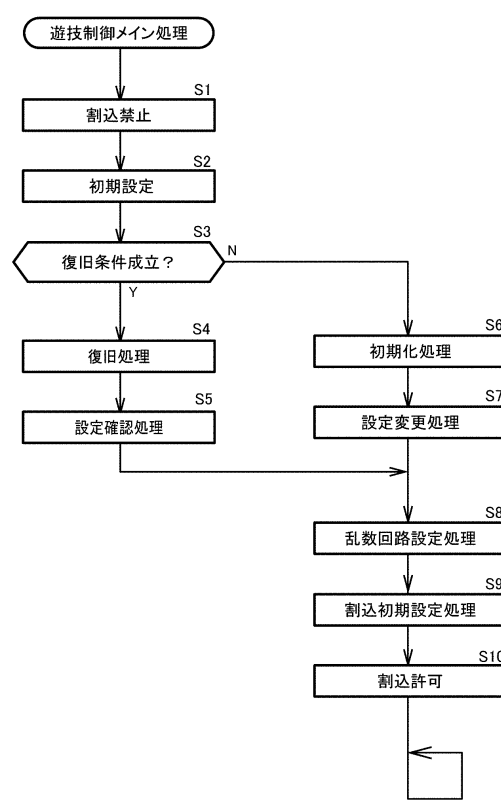 遊技制御メイン処理
S1
割込禁止
S2
初期設定
S3
復旧条件成立?
N
Y
S4
復旧処理
S5
設定確認処理
S6
初期化処理
S7
設定変更処理
S8
乱数回路設定処理
S9
割込初期設定処理
S10
割込許可